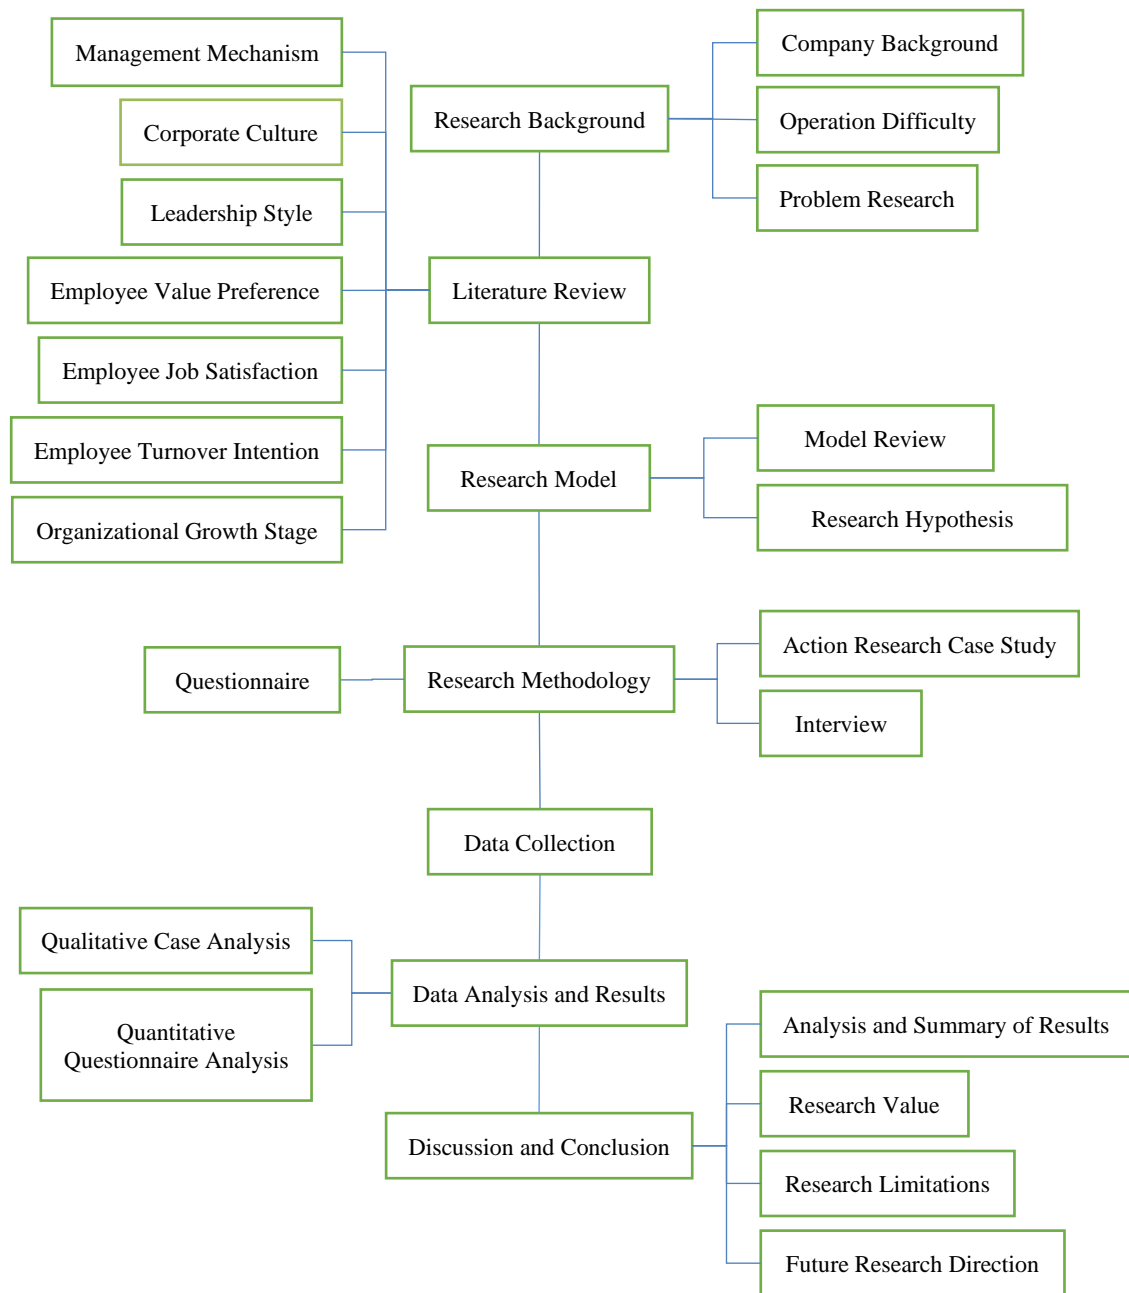 Research Background
Company Background
Operation Difficulty
Problem Research
Literature Review
Management Mechanism
Corporate Culture
Leadership Style
Employee Value Preference
Employee Job Satisfaction
Employee Turnover Intention
Organizational Growth Stage
Research Model
Model Review
Research Hypothesis
Research Methodology
Questionnaire
Action Research Case Study
Interview
Data Collection
Data Analysis and Results
Qualitative Case Analysis
Quantitative
Questionnaire Analysis
Discussion and Conclusion
Analysis and Summary of Results
Research Value
Research Limitations
Future Research Direction